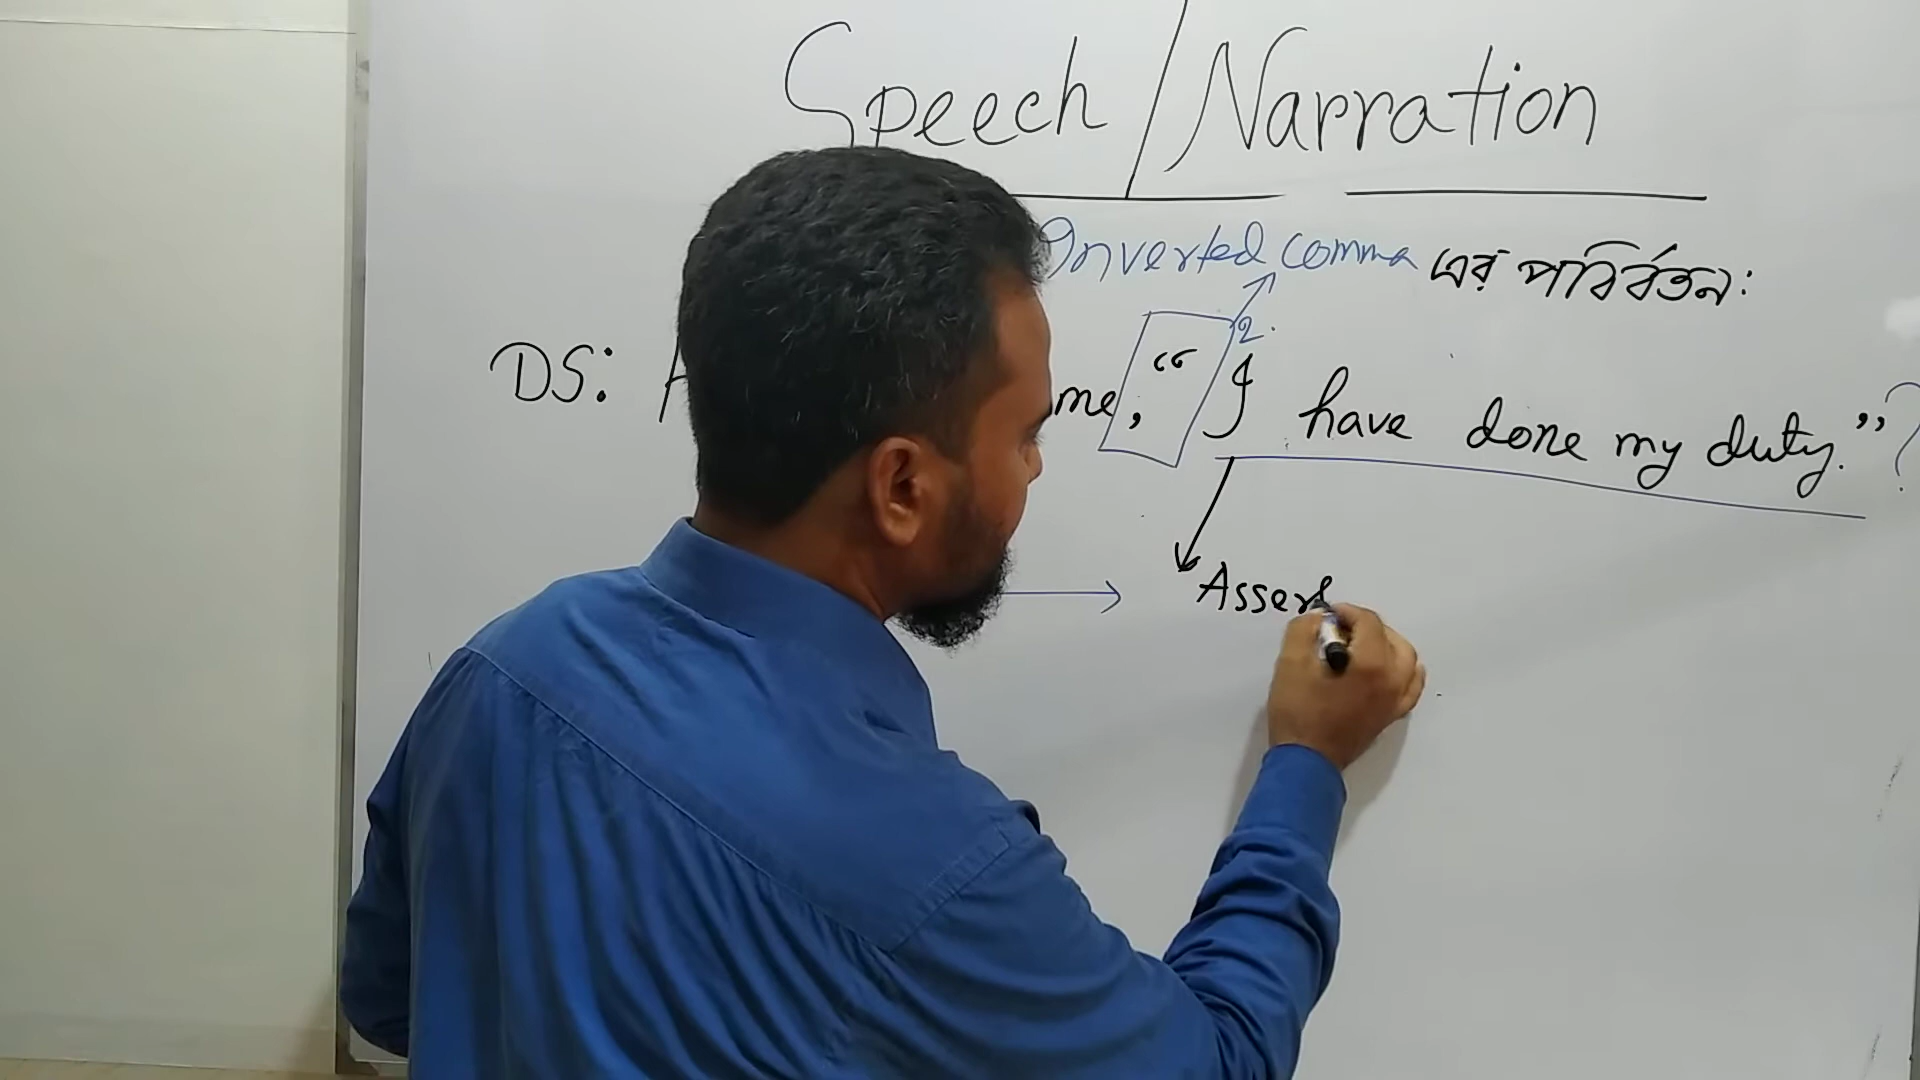 Speech / Narration
Inverted comma এর পরিবর্তন:
2.
DS: me, “I have done my duty.” ?
Assert